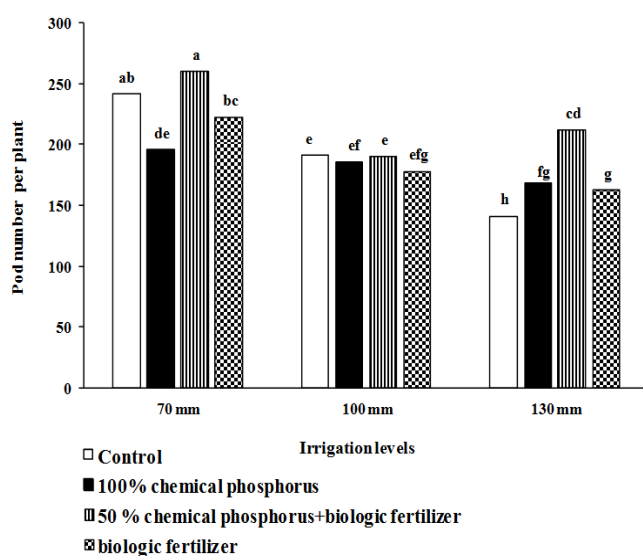 Pod number per plant
300
250
200
150
100
50
0
ab
de
a
bc
e
ef
e
efg
h
fg
cd
g
70 mm
100 mm
130 mm
Irrigation levels
Control
100% chemical phosphorus
50 % chemical phosphorus+biologic fertilizer
biologic fertilizer